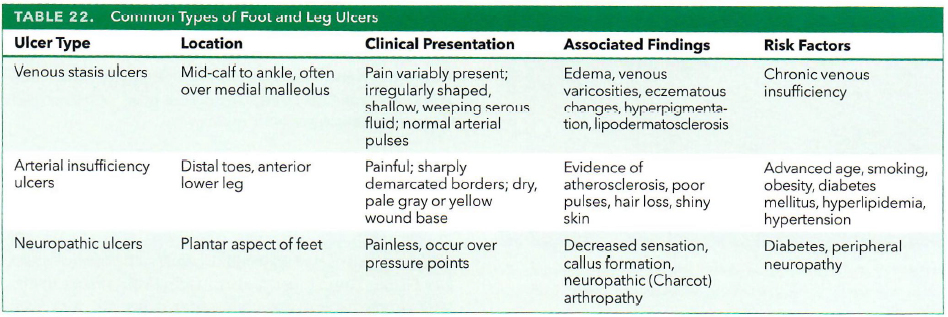 TABLE 22. Common Types of Foot and Leg Ulcers
Ulcer Type Location Clinical Presentation Associated Findings Risk Factors
Venous stasis ulcers Mid-calf to ankle, often Pain variably present; Edema, venous Chronic venous
over medial malleolus irregularly shaped, varicosities, eczematous insufficiency
shallow, weeping serous changes, hyperpigmenta-
fluid; normal arterial tion, lipodermatosclerosis
pulses
Arterial insufficiency Distal toes, anterior Painful; sharply Evidence of Advanced age, smoking,
ulcers lower leg demarcated borders; dry, atherosclerosis, poor obesity, diabetes
pale gray or yellow pulses, hair loss, shiny mellitus, hyperlipidemia,
wound base skin hypertension
Neuropathic ulcers Plantar aspect of feet Painless, occur over Decreased sensation, Diabetes, peripheral
pressure points callus formation, neuropathy
neuropathic (Charcot)
arthropathy